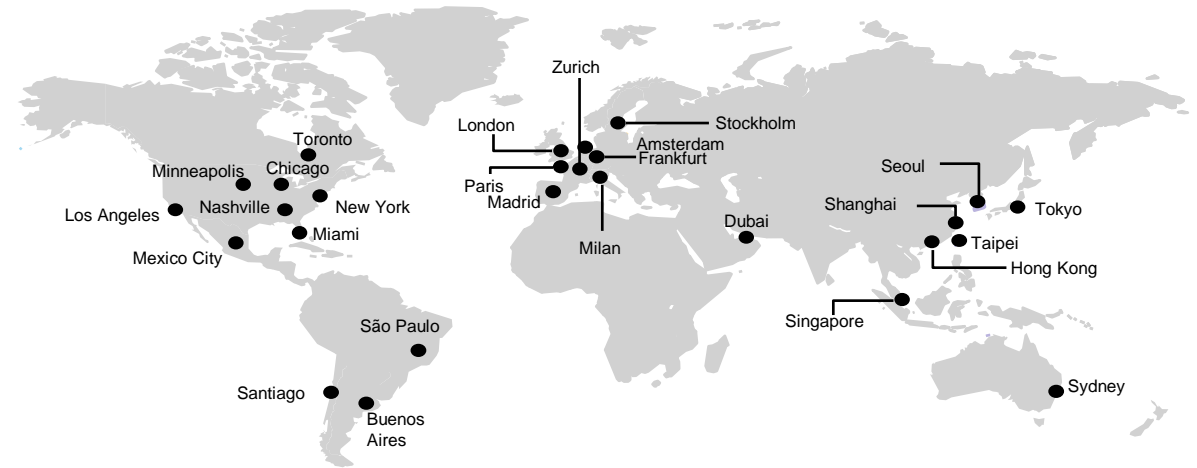 Zurich
London
Stockholm
Toronto
Amsterdam
Frankfurt
Minneapolis
Chicago
Seoul
Paris
Madrid
Los Angeles
Nashville
New York
Shanghai
Tokyo
Dubai
Miami
Milan
Taipei
Mexico City
Hong Kong
Singapore
São Paulo
Santiago
Sydney
Buenos
Aires